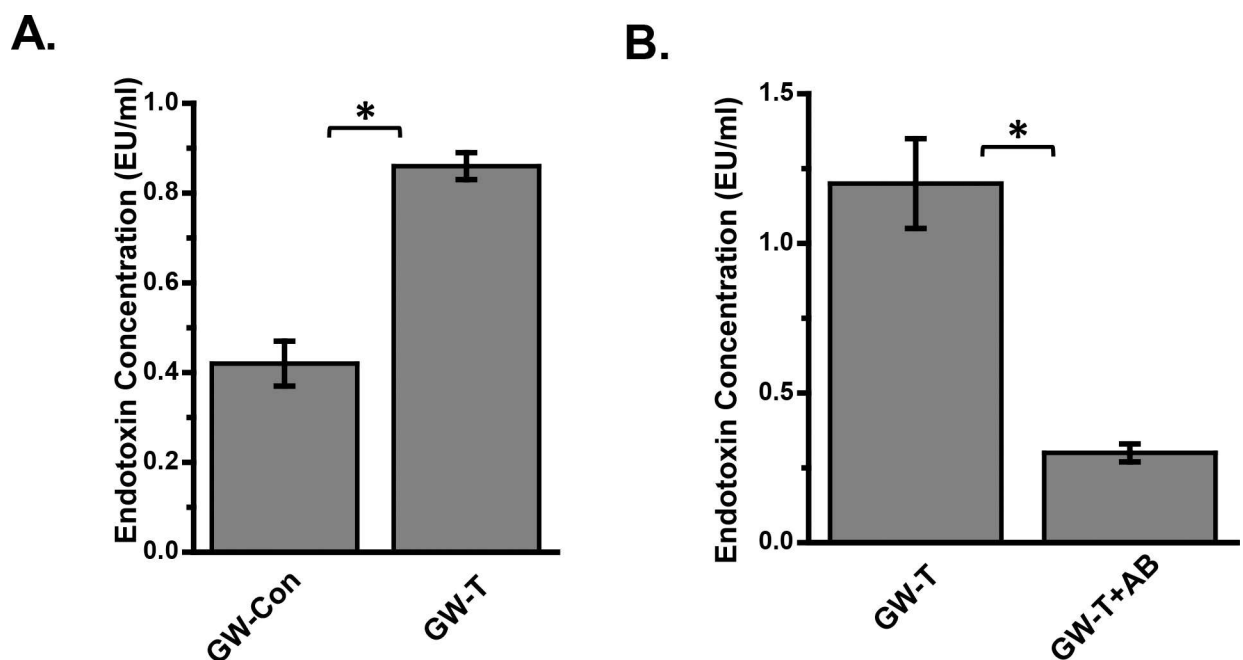 A.
Endotoxin Concentration (EU/ml)
1.0
0.8
0.6
0.4
0.2
0.0
*
GW-Con
GW-T
B.
Endotoxin Concentration (EU/ml)
1.5
1.0
0.5
0.0
*
GW-T
GW-T+AB